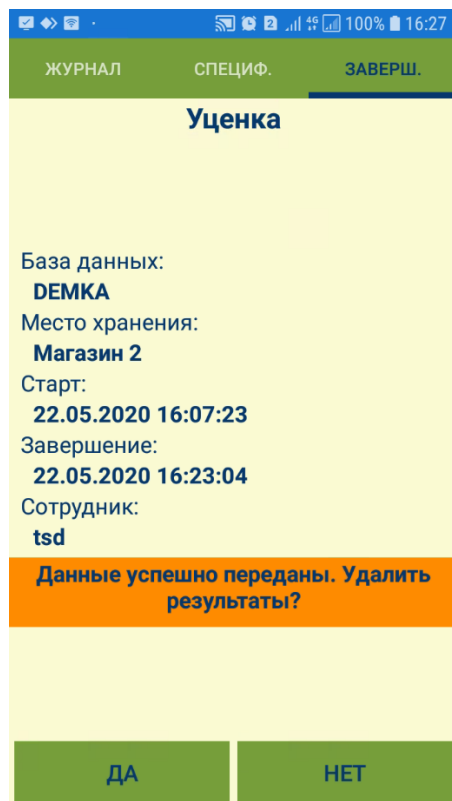 2 4G 100% 16:27
ЖУРНАЛ СПЕЦИФ. ЗАВЕРШ.
Уценка
База данных:
DEMKA
Место хранения:
Магазин 2
Старт:
22.05.2020 16:07:23
Завершение:
22.05.2020 16:23:04
Сотрудник:
tsd
Данные успешно переданы. Удалить
результаты?
ДА НЕТ